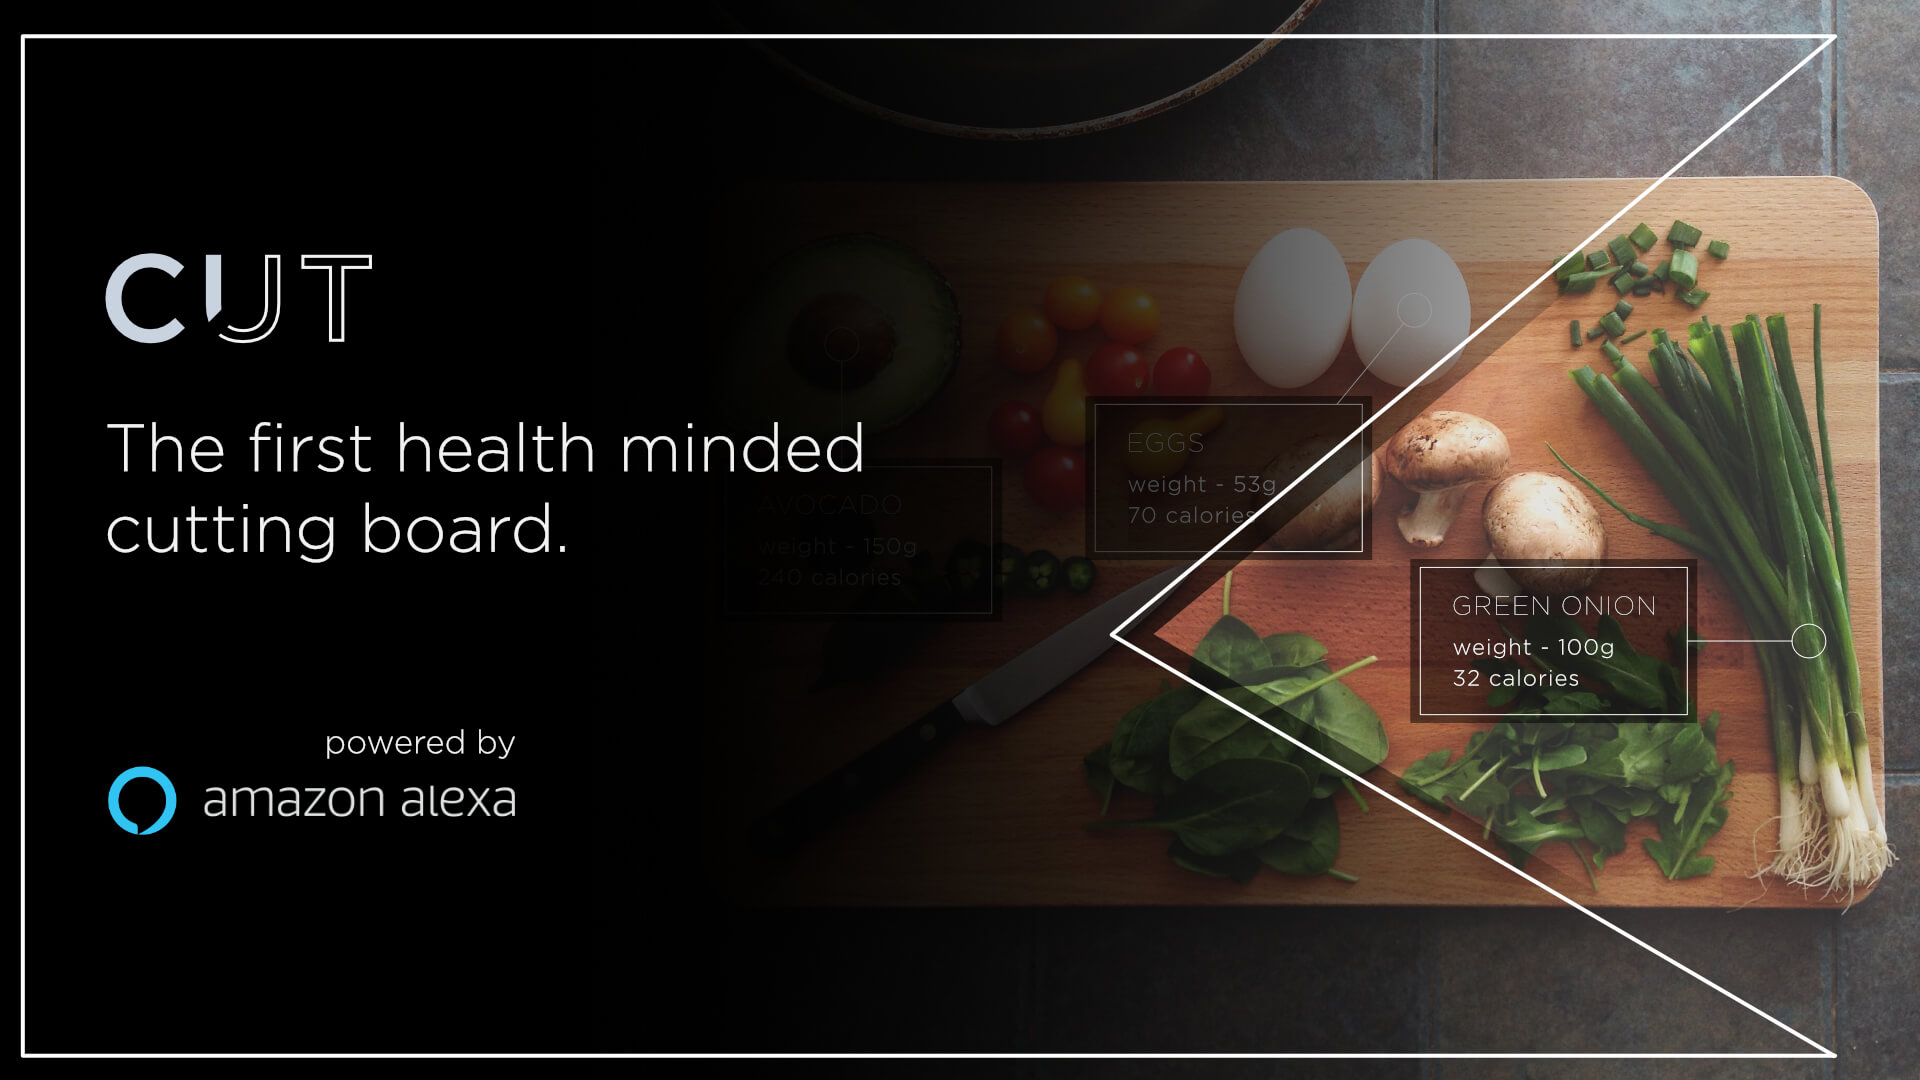 CUT
The first health minded
cutting board.
powered by
amazon alexa
AVOCADO
weight - 150g
240 calories
EGGS
weight - 53g
70 calories
GREEN ONION
weight - 100g
32 calories